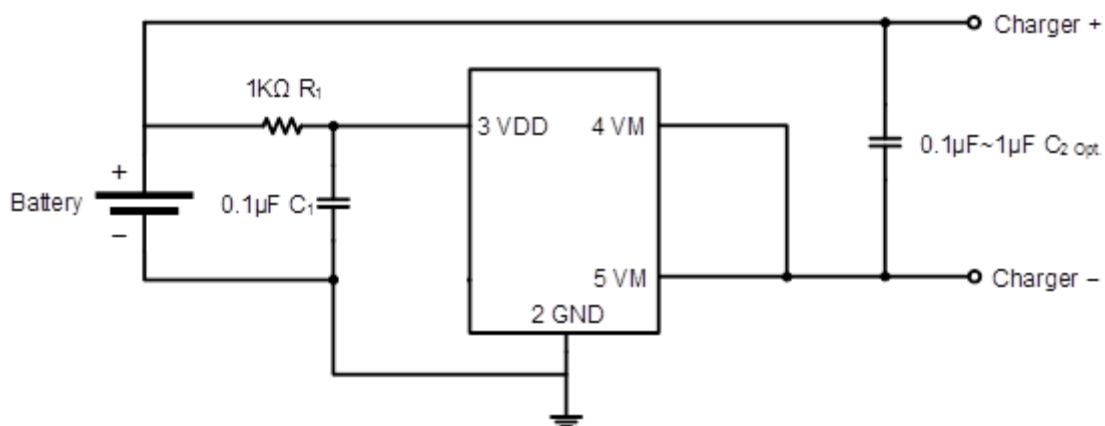 Charger +
1KΩ R₁
3 VDD
4 VM
0.1µF~1µF C₂ Opt.
+
Battery
0.1µF C₁
–
5 VM
Charger –
2 GND